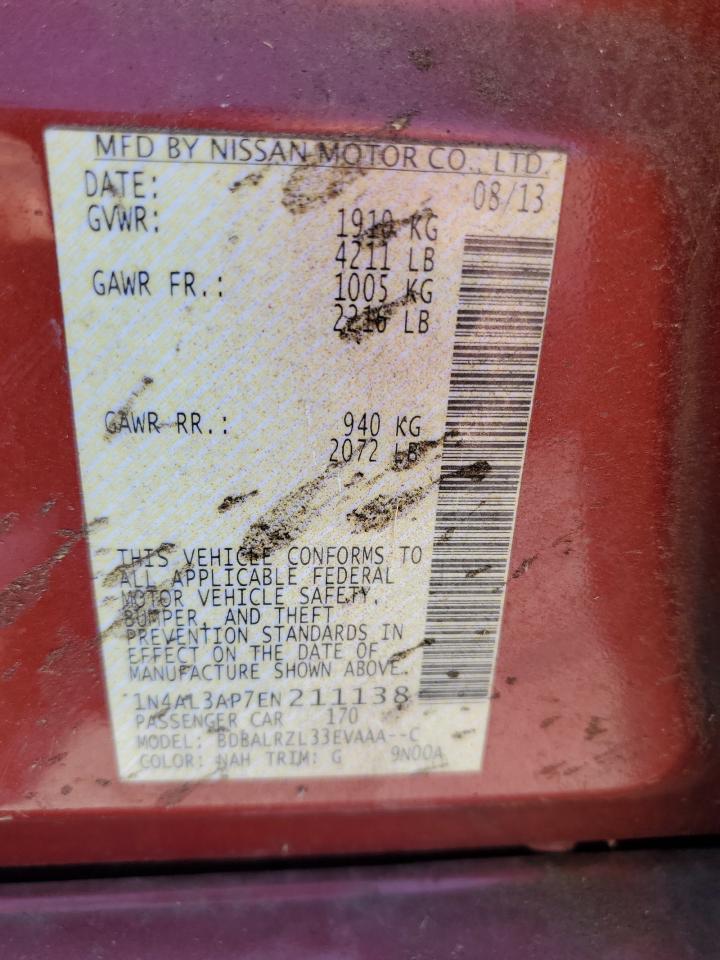 MFD BY NISSAN MOTOR CO., LTD.
DATE: 08/13
GVWR: 1910 KG
4211 LB
GAWR FR.: 1005 KG
2216 LB
GAWR RR.: 940 KG
2072 LB
THIS VEHICLE CONFORMS TO
ALL APPLICABLE FEDERAL
MOTOR VEHICLE SAFETY,
BUMPER, AND THEFT
PREVENTION STANDARDS IN
EFFECT ON THE DATE OF
MANUFACTURE SHOWN ABOVE.
1N4AL3AP7EN211138
PASSENGER CAR 170
MODEL: BDBALRZL33EVAAA--C
COLOR: NAH TRIM: G 9N00A